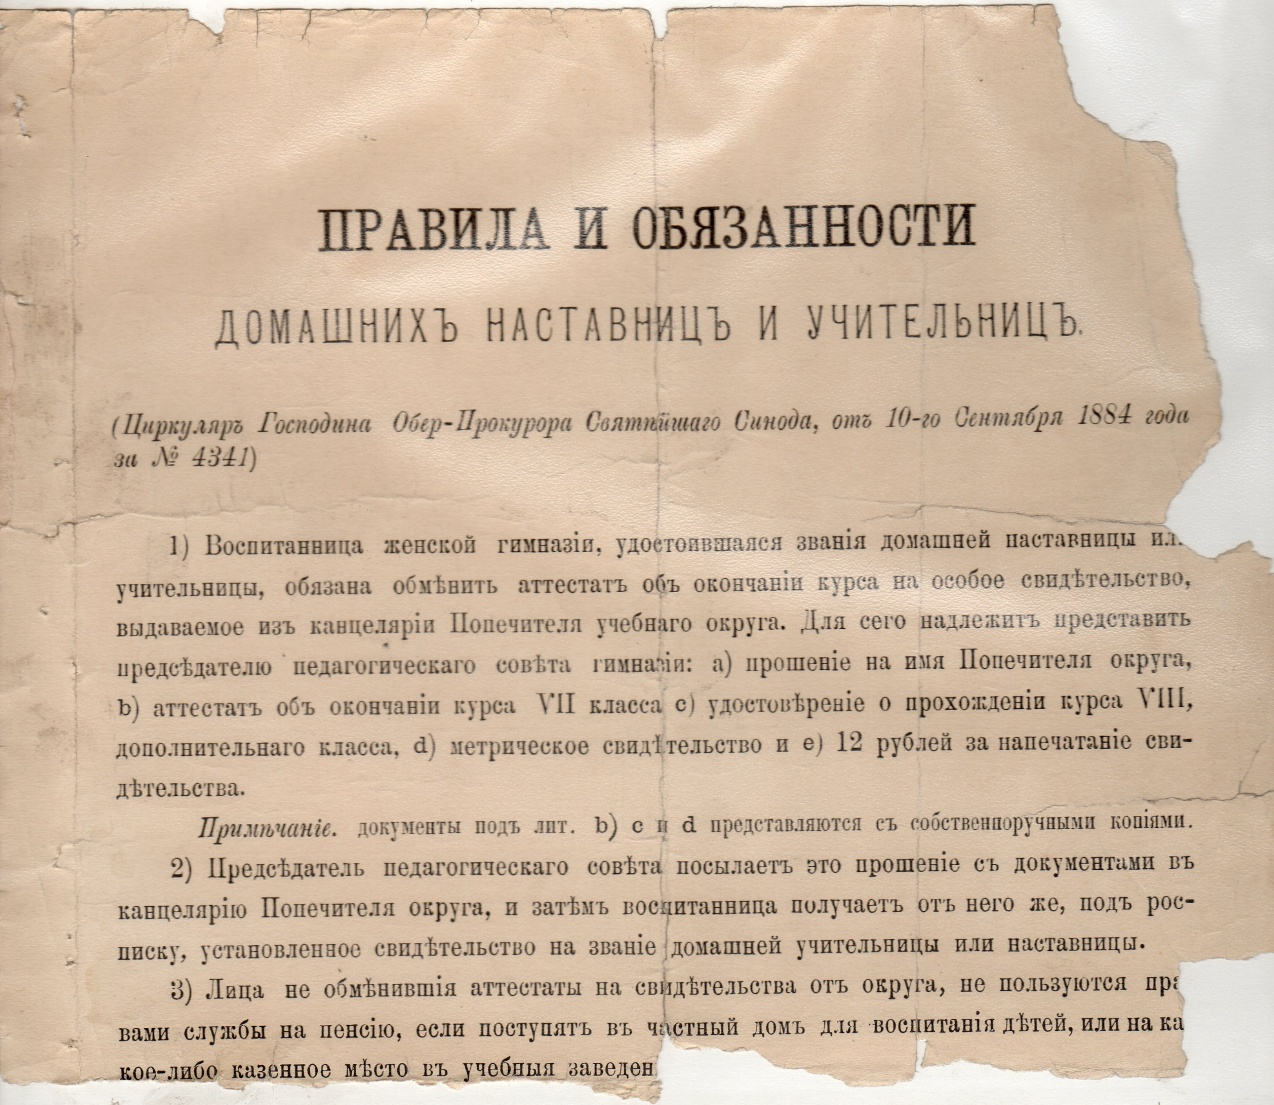 ПРАВИЛА И ОБЯЗАННОСТИ
ДОМАШНИХЪ НАСТАВНИЦЪ И УЧИТЕЛЬНИЦЪ.
(Циркуляръ Господина Обер-Прокурора Святѣйшаго Синода, отъ 10-го Сентября 1884 года
за № 4341)
1) Воспитанница женской гимназіи, удостоившаяся званія домашней наставницы или
учительницы, обязана обмѣнить аттестатъ объ окончаніи курса на особое свидѣтельство,
выдаваемое изъ канцеляріи Попечителя учебнаго округа. Для сего надлежитъ представить
предсѣдателю педагогическаго совѣта гимназіи: a) прошеніе на имя Попечителя округа,
b) аттестатъ объ окончаніи курса VII класса c) удостовѣреніе о прохожденіи курса VIII,
дополнительнаго класса, d) метрическое свидѣтельство и e) 12 рублей за напечатаніе сви-
дѣтельства.
Примѣчаніе. документы подъ лит. b) c и d представляются съ собственноручными копіями.
2) Предсѣдатель педагогическаго совѣта посылаетъ это прошеніе съ документами въ
канцелярію Попечителя округа, и затѣмъ воспитанница получаетъ отъ него же, подъ рос-
писку, установленное свидѣтельство на званіе домашней учительницы или наставницы.
3) Лица не обмѣнившія аттестаты на свидѣтельства отъ округа, не пользуются пра
вами службы на пенсію, если поступятъ въ частный домъ для воспитанія дѣтей, или на ка
кое-либо казенное мѣсто въ учебныя заведен